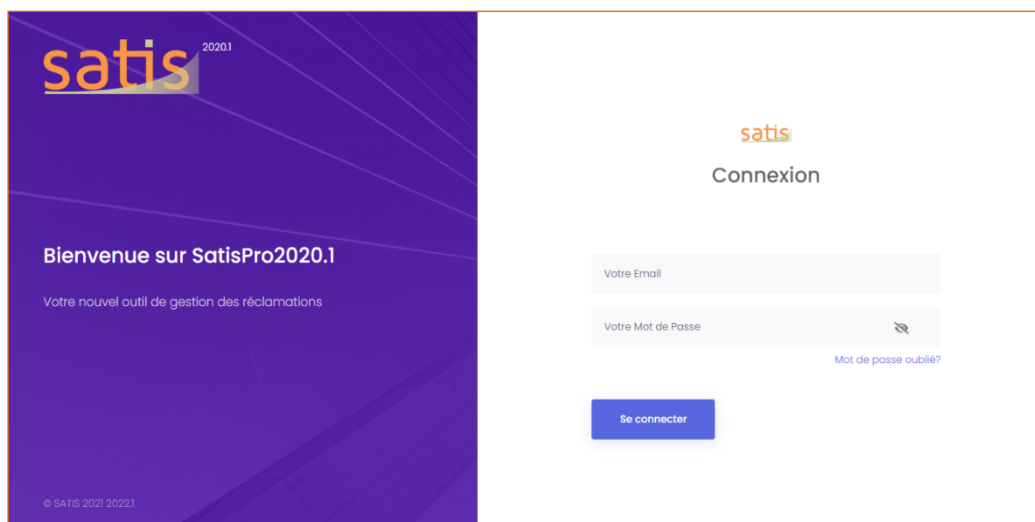 satis 2020.1
Bienvenue sur SatisPro2020.1
Votre nouvel outil de gestion des réclamations
© SATIS 2021 2022.1
satis
Connexion
Votre Email
Votre Mot de Passe
Mot de passe oublié?
Se connecter